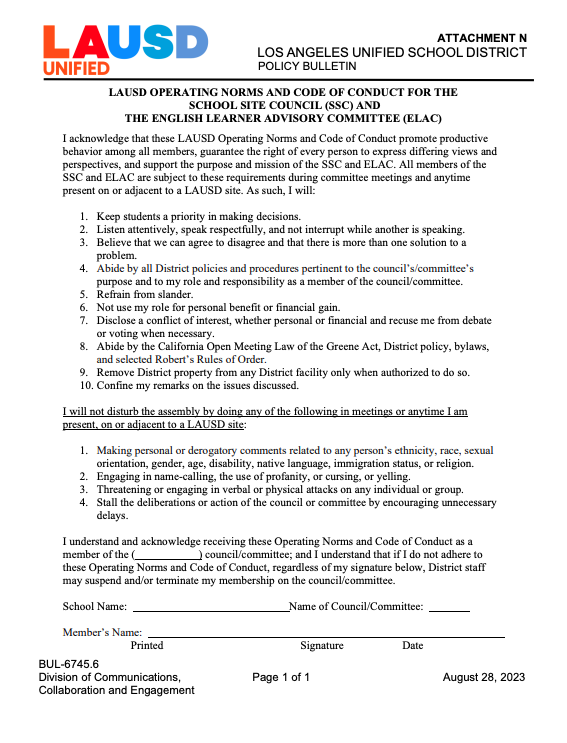 LAUSD
UNIFIED
ATTACHMENT N
LOS ANGELES UNIFIED SCHOOL DISTRICT
POLICY BULLETIN
LAUSD OPERATING NORMS AND CODE OF CONDUCT FOR THE
SCHOOL SITE COUNCIL (SSC) AND
THE ENGLISH LEARNER ADVISORY COMMITTEE (ELAC)
I acknowledge that these LAUSD Operating Norms and Code of Conduct promote productive
behavior among all members, guarantee the right of every person to express differing views and
perspectives, and support the purpose and mission of the SSC and ELAC. All members of the
SSC and ELAC are subject to these requirements during committee meetings and anytime
present on or adjacent to a LAUSD site. As such, I will:
1. Keep students a priority in making decisions.
2. Listen attentively, speak respectfully, and not interrupt while another is speaking.
3. Believe that we can agree to disagree and that there is more than one solution to a
problem.
4. Abide by all District policies and procedures pertinent to the council's/committee's
purpose and to my role and responsibility as a member of the council/committee.
5. Refrain from slander.
6. Not use my role for personal benefit or financial gain.
7. Disclose a conflict of interest, whether personal or financial and recuse me from debate
or voting when necessary.
8. Abide by the California Open Meeting Law of the Greene Act, District policy, bylaws,
and selected Robert's Rules of Order.
9. Remove District property from any District facility only when authorized to do so.
10. Confine my remarks on the issues discussed.
I will not disturb the assembly by doing any of the following in meetings or anytime I am
present, on or adjacent to a LAUSD site:
1. Making personal or derogatory comments related to any person's ethnicity, race, sexual
orientation, gender, age, disability, native language, immigration status, or religion.
2. Engaging in name-calling, the use of profanity, or cursing, or yelling.
3. Threatening or engaging in verbal or physical attacks on any individual or group.
4. Stall the deliberations or action of the council or committee by encouraging unnecessary
delays.
I understand and acknowledge receiving these Operating Norms and Code of Conduct as a
member of the (____________) council/committee; and I understand that if I do not adhere to
these Operating Norms and Code of Conduct, regardless of my signature below, District staff
may suspend and/or terminate my membership on the council/committee.
School Name: ____________________________Name of Council/Committee: _______
Member's Name: ________________________________________________________________
Printed Signature Date
BUL-6745.6
Division of Communications, Page 1 of 1 August 28, 2023
Collaboration and Engagement